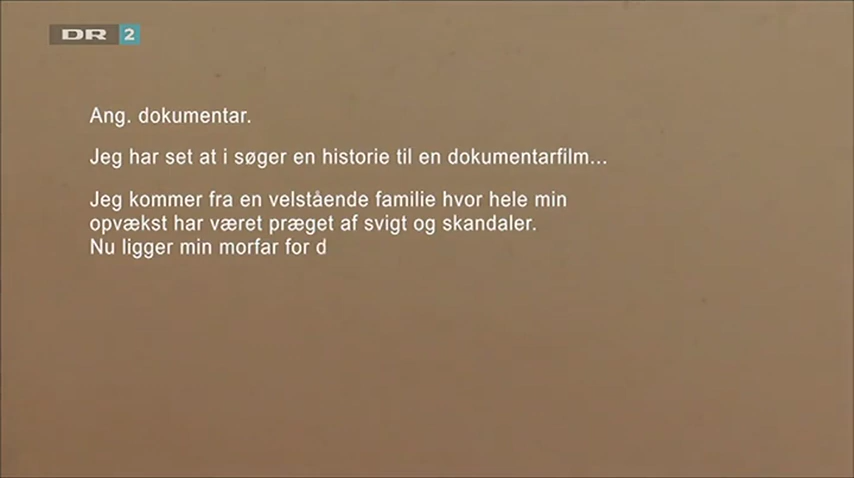 DR 2
Ang. dokumentar.
Jeg har set at i søger en historie til en dokumentarfilm...
Jeg kommer fra en velstående familie hvor hele min
opvækst har været præget af svigt og skandaler.
Nu ligger min morfar for d